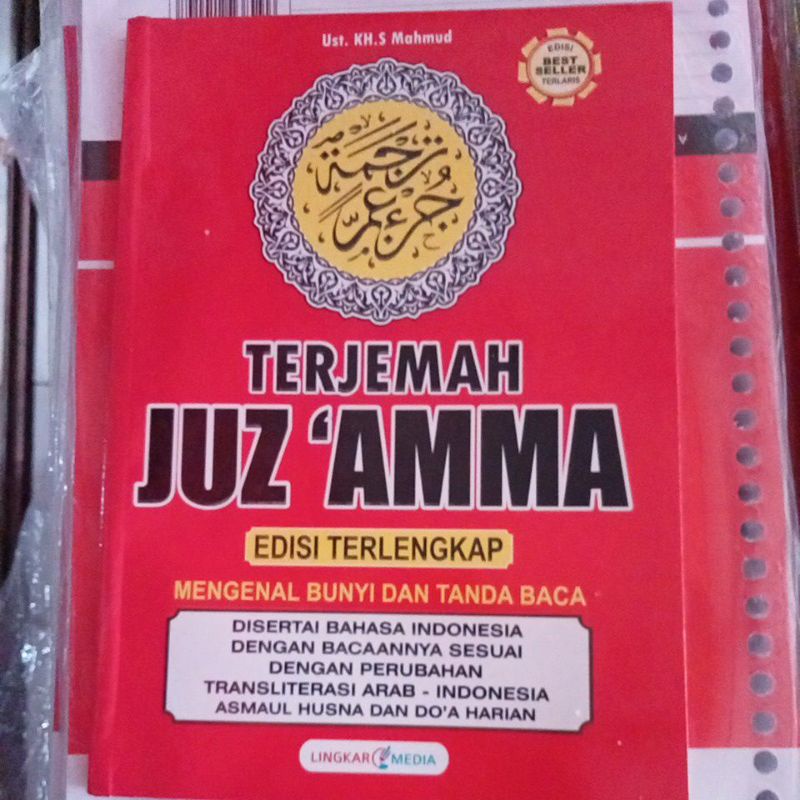 Ust. KH.S Mahmud
EDISI
BEST
SELLER
TERLARIS
ترجمة
جزء عم
TERJEMAH
JUZ ‘AMMA
EDISI TERLENGKAP
MENGENAL BUNYI DAN TANDA BACA
DISERTAI BAHASA INDONESIA
DENGAN BACAANNYA SESUAI
DENGAN PERUBAHAN
TRANSLITERASI ARAB - INDONESIA
ASMAUL HUSNA DAN DO'A HARIAN
LINGKAR MEDIA